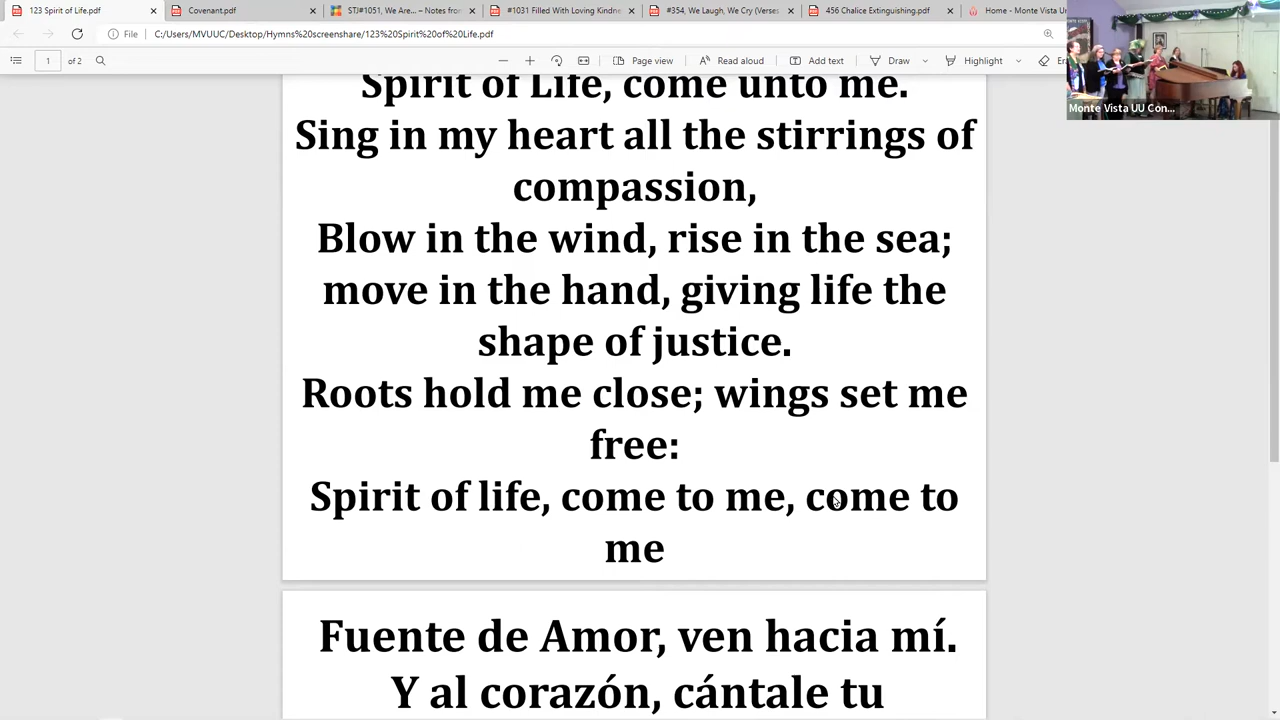 123 Spirit of Life.pdf
Covenant.pdf
STJ#1051, We Are... – Notes from
#1031 Filled With Loving Kindne
#354, We Laugh, We Cry (Verses
456 Chalice Extinguishing.pdf
Home - Monte Vista Un
File
C:/Users/MVUUC/Desktop/Hymns%20screenshare/123%20Spirit%20of%20Life.pdf
1 of 2
Page view
Read aloud
Add text
Draw
Highlight
Monte Vista UU Con...
Spirit of Life, come unto me.
Sing in my heart all the stirrings of
compassion,
Blow in the wind, rise in the sea;
move in the hand, giving life the
shape of justice.
Roots hold me close; wings set me
free:
Spirit of life, come to me, come to
me
Fuente de Amor, ven hacia mí.
Y al corazón, cántale tu